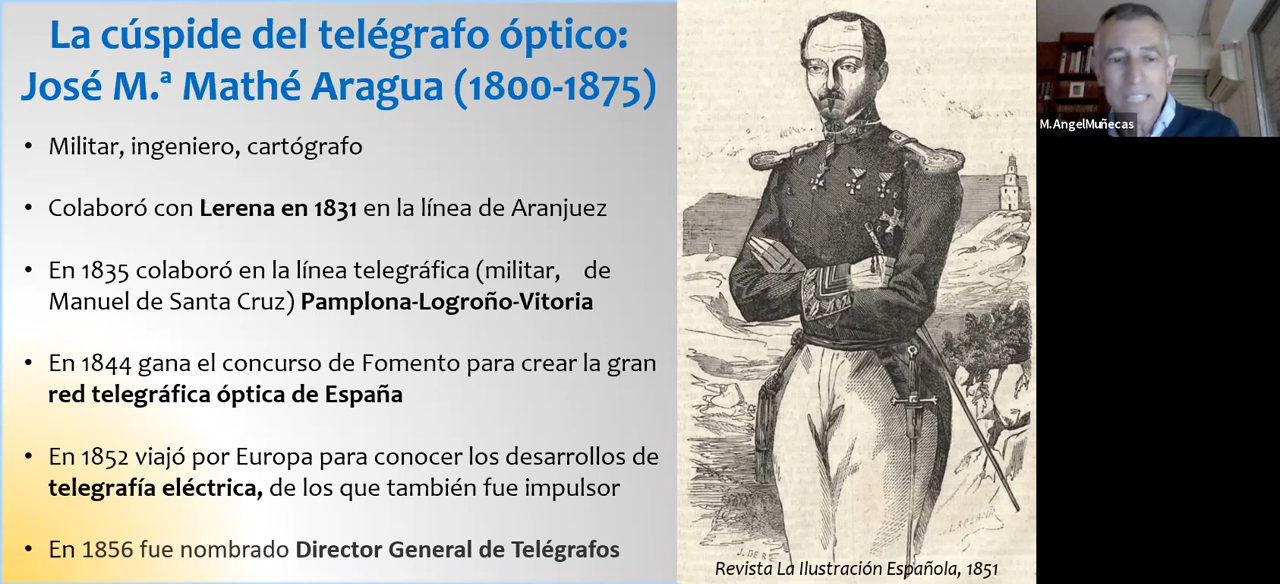 La cúspide del telégrafo óptico:
José M.ª Mathé Aragua (1800-1875)
• Militar, ingeniero, cartógrafo
• Colaboró con Lerena en 1831 en la línea de Aranjuez
• En 1835 colaboró en la línea telegráfica (militar, de
Manuel de Santa Cruz) Pamplona-Logroño-Vitoria
• En 1844 gana el concurso de Fomento para crear la gran
red telegráfica óptica de España
• En 1852 viajó por Europa para conocer los desarrollos de
telegrafía eléctrica, de los que también fue impulsor
• En 1856 fue nombrado Director General de Telégrafos
Revista La Ilustración Española, 1851
M.AngelMuñecas